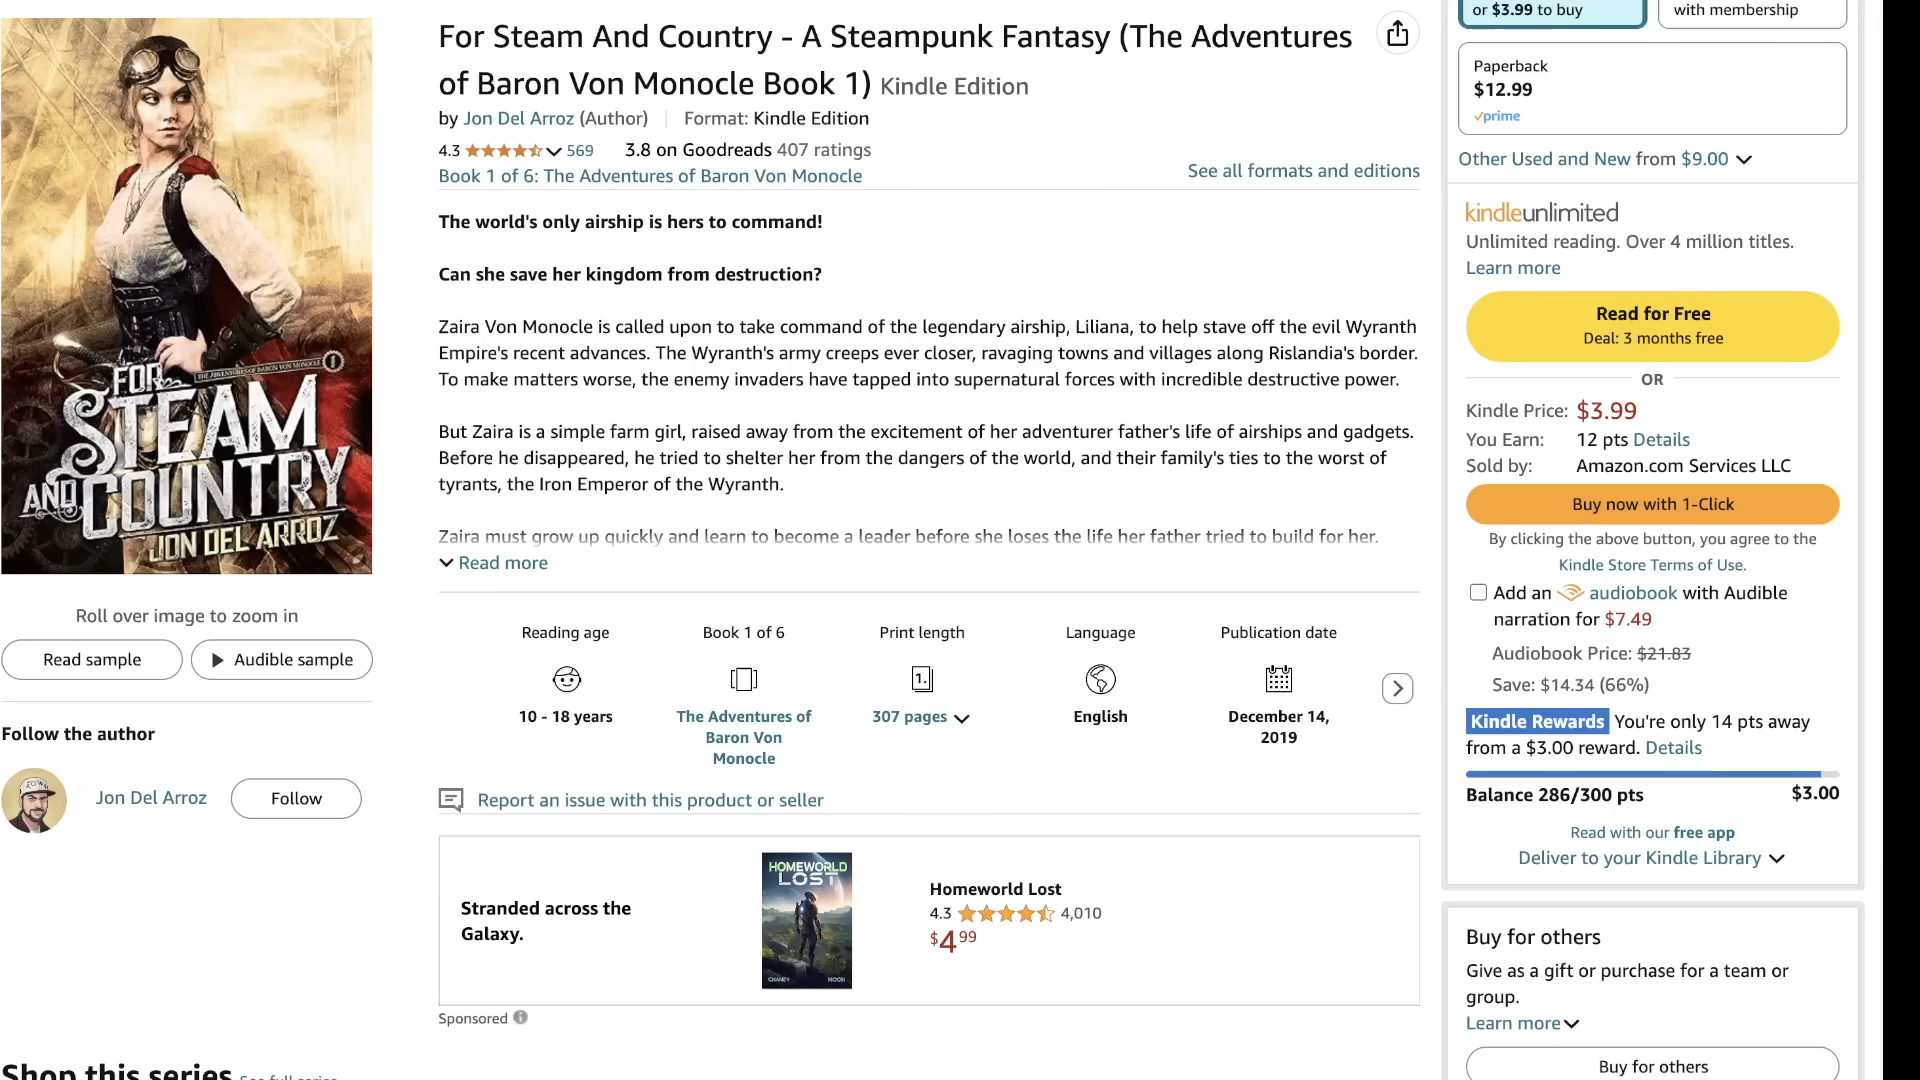 For Steam And Country - A Steampunk Fantasy (The Adventures
of Baron Von Monocle Book 1) Kindle Edition
by Jon Del Arroz (Author) Format: Kindle Edition
4.3 569 3.8 on Goodreads 407 ratings
Book 1 of 6: The Adventures of Baron Von Monocle
See all formats and editions
The world's only airship is hers to command!
Can she save her kingdom from destruction?
Zaira Von Monocle is called upon to take command of the legendary airship, Liliana, to help stave off the evil Wyranth
Empire's recent advances. The Wyranth's army creeps ever closer, ravaging towns and villages along Rislandia's border.
To make matters worse, the enemy invaders have tapped into supernatural forces with incredible destructive power.
But Zaira is a simple farm girl, raised away from the excitement of her adventurer father's life of airships and gadgets.
Before he disappeared, he tried to shelter her from the dangers of the world, and their family's ties to the worst of
tyrants, the Iron Emperor of the Wyranth.
Zaira must grow up quickly and learn to become a leader before she loses the life her father tried to build for her.
Read more
THE ADVENTURES OF BARON VON MONOCLE 1
FOR
STEAM
AND COUNTRY
JON DEL ARROZ
Roll over image to zoom in
Read sample
Audible sample
Follow the author
Jon Del Arroz
Follow
Reading age
10 - 18 years
Book 1 of 6
The Adventures of
Baron Von
Monocle
Print length
1.
307 pages
Language
English
Publication date
December 14,
2019
Report an issue with this product or seller
Stranded across the
Galaxy.
HOMEWORLD
LOST
CHANEY MOON
Homeworld Lost
4.3 4,010
$4 99
Sponsored
Shop this series See full series
or $3.99 to buy
with membership
Paperback
$12.99
prime
Other Used and New from $9.00
kindleunlimited
Unlimited reading. Over 4 million titles.
Learn more
Read for Free
Deal: 3 months free
OR
Kindle Price: $3.99
You Earn: 12 pts Details
Sold by: Amazon.com Services LLC
Buy now with 1-Click
By clicking the above button, you agree to the
Kindle Store Terms of Use.
Add an audiobook with Audible
narration for $7.49
Audiobook Price: $21.83
Save: $14.34 (66%)
Kindle Rewards You're only 14 pts away
from a $3.00 reward. Details
Balance 286/300 pts $3.00
Read with our free app
Deliver to your Kindle Library
Buy for others
Give as a gift or purchase for a team or
group.
Learn more
Buy for others